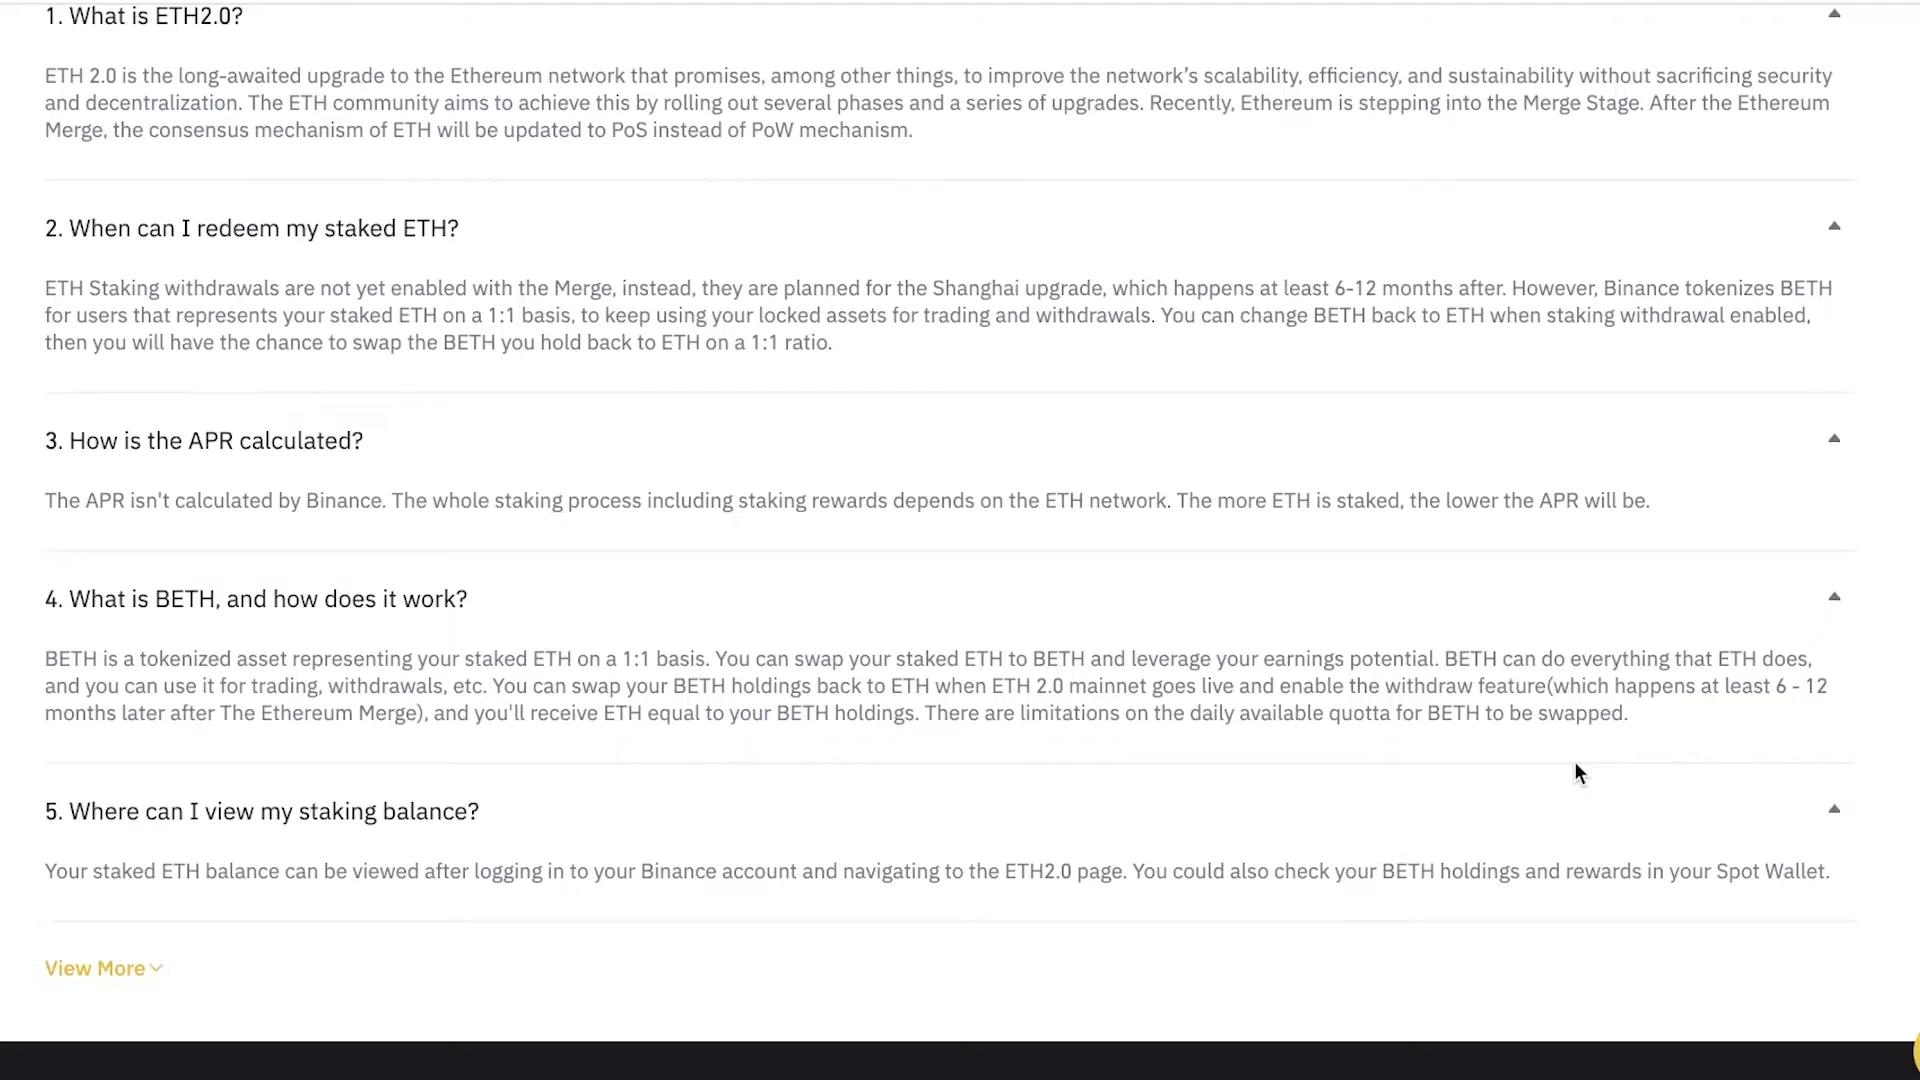 1. What is ETH2.0?
ETH 2.0 is the long-awaited upgrade to the Ethereum network that promises, among other things, to improve the network’s scalability, efficiency, and sustainability without sacrificing security
and decentralization. The ETH community aims to achieve this by rolling out several phases and a series of upgrades. Recently, Ethereum is stepping into the Merge Stage. After the Ethereum
Merge, the consensus mechanism of ETH will be updated to PoS instead of PoW mechanism.
2. When can I redeem my staked ETH?
ETH Staking withdrawals are not yet enabled with the Merge, instead, they are planned for the Shanghai upgrade, which happens at least 6-12 months after. However, Binance tokenizes BETH
for users that represents your staked ETH on a 1:1 basis, to keep using your locked assets for trading and withdrawals. You can change BETH back to ETH when staking withdrawal enabled,
then you will have the chance to swap the BETH you hold back to ETH on a 1:1 ratio.
3. How is the APR calculated?
The APR isn't calculated by Binance. The whole staking process including staking rewards depends on the ETH network. The more ETH is staked, the lower the APR will be.
4. What is BETH, and how does it work?
BETH is a tokenized asset representing your staked ETH on a 1:1 basis. You can swap your staked ETH to BETH and leverage your earnings potential. BETH can do everything that ETH does,
and you can use it for trading, withdrawals, etc. You can swap your BETH holdings back to ETH when ETH 2.0 mainnet goes live and enable the withdraw feature(which happens at least 6 - 12
months later after The Ethereum Merge), and you'll receive ETH equal to your BETH holdings. There are limitations on the daily available quotta for BETH to be swapped.
5. Where can I view my staking balance?
Your staked ETH balance can be viewed after logging in to your Binance account and navigating to the ETH2.0 page. You could also check your BETH holdings and rewards in your Spot Wallet.
View More